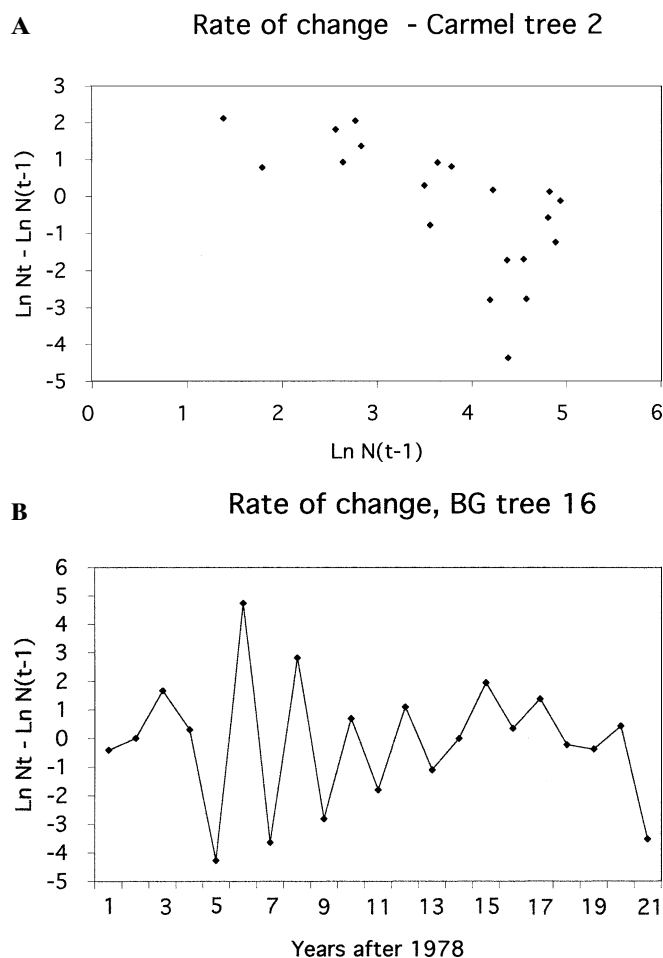 A
Rate of change - Carmel tree 2
3
2
1
0
-1
-2
-3
-4
-5
Ln Nt - Ln N(t-1)
0 1 2 3 4 5 6
Ln N(t-1)
B
Rate of change, BG tree 16
6
5
4
3
2
1
0
-1
-2
-3
-4
-5
Ln Nt - Ln N(t-1)
1 3 5 7 9 11 13 15 17 19 21
Years after 1978